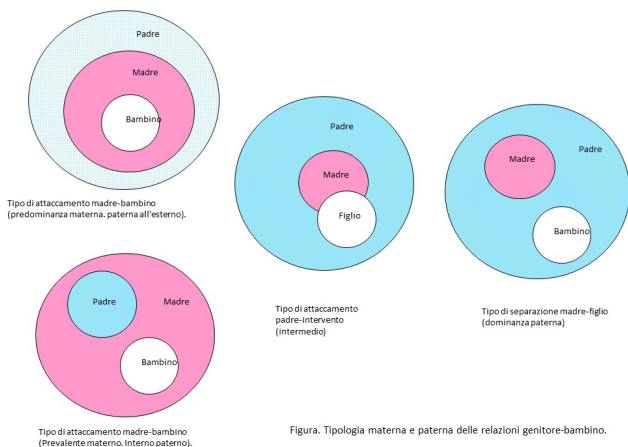 Padre
Madre
Bambino
Tipo di attaccamento madre-bambino
(predominanza materna. paterna all'esterno).
Padre
Madre
Figlio
Tipo di attaccamento
padre-intervento
(intermedio)
Madre
Padre
Bambino
Tipo di separazione madre-figlio
(dominanza paterna)
Padre
Madre
Bambino
Tipo di attaccamento madre-bambino
(Prevalente materno. Interno paterno).
Figura. Tipologia materna e paterna delle relazioni genitore-bambino.